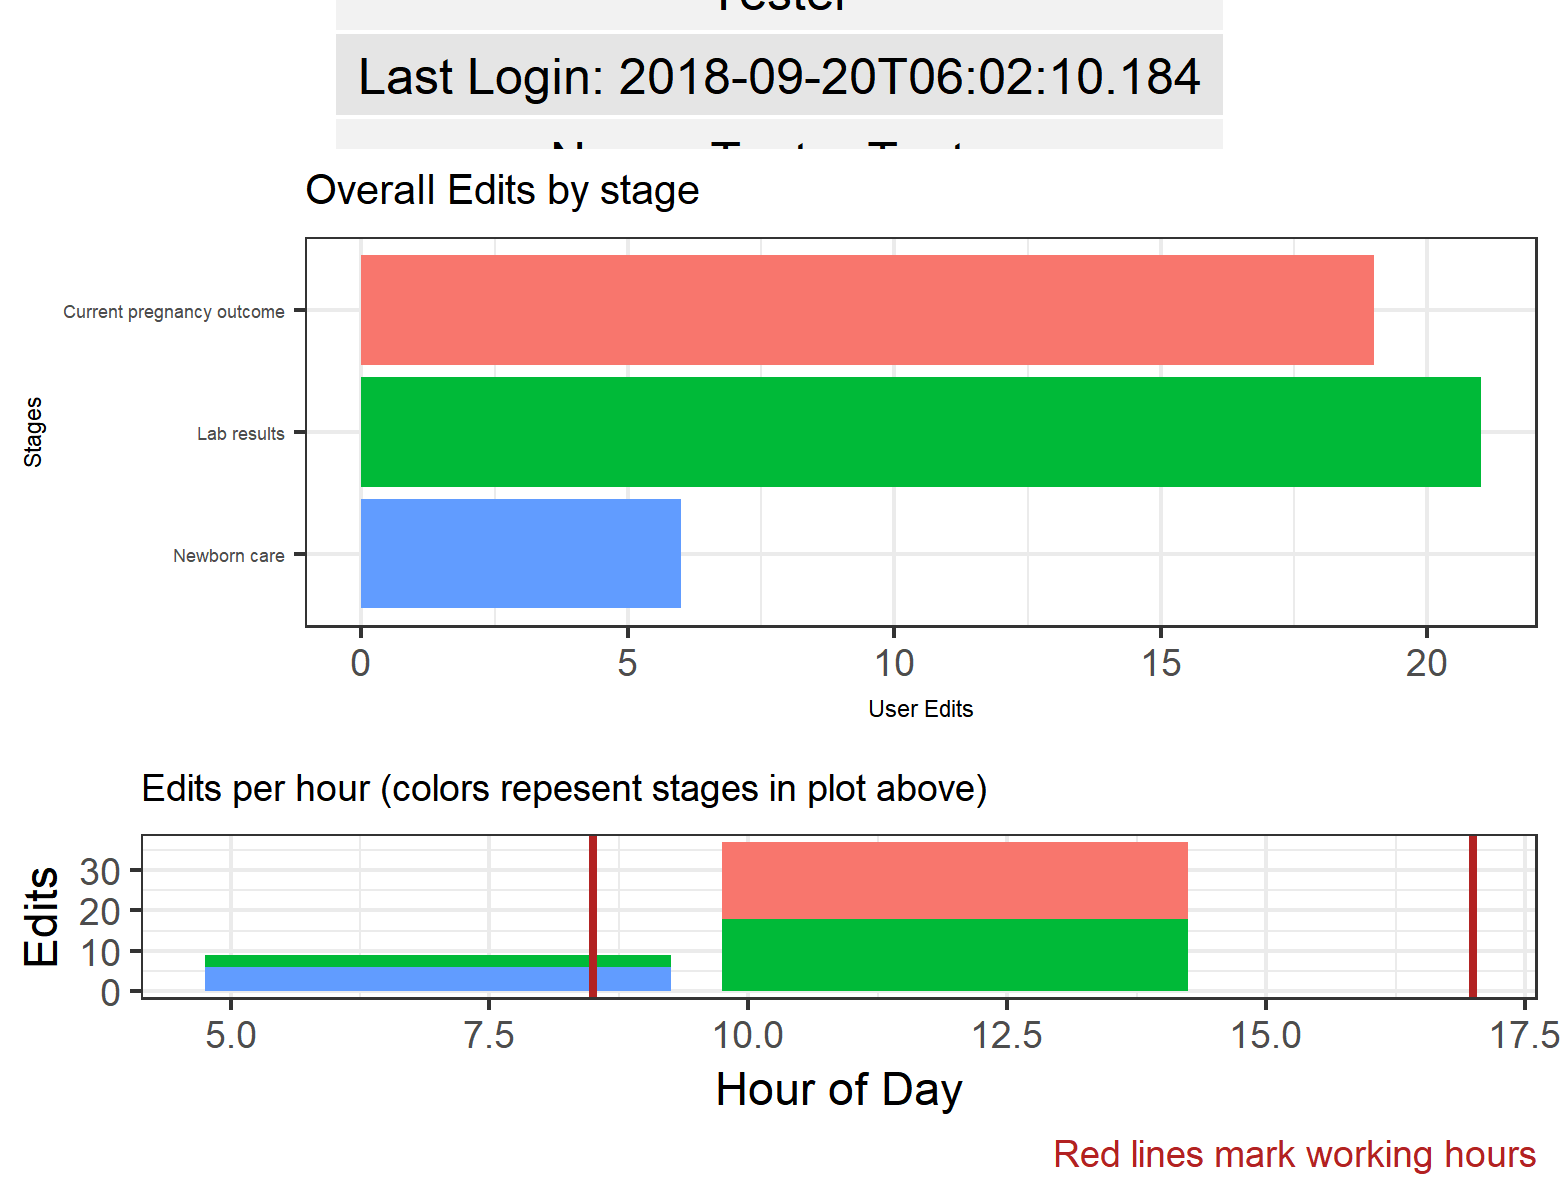 Tester
Last Login: 2018-09-20T06:02:10.184
Overall Edits by stage
Current pregnancy outcome
Lab results
Newborn care
Stages
0 5 10 15 20
User Edits
Edits per hour (colors repesent stages in plot above)
30
20
10
0
Edits
5.0 7.5 10.0 12.5 15.0 17.5
Hour of Day
Red lines mark working hours